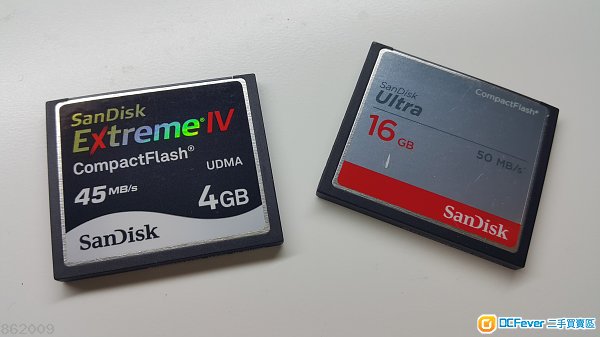 SanDisk
Extreme® IV
CompactFlash®
UDMA
45 MB/s
4GB
SanDisk
CompactFlash®
SanDisk
Ultra
16 GB
50 MB/s
SanDisk
862009
DCFever 二手買賣區